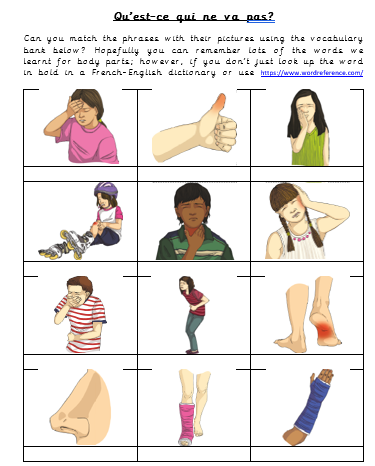 Qu'est-ce qui ne va pas?
Can you match the phrases with their pictures using the vocabulary
bank below? Hopefully you can remember lots of the words we
learnt for body parts; however, if you don't just look up the word
in bold in a French-English dictionary or use https://www.wordreference.com/